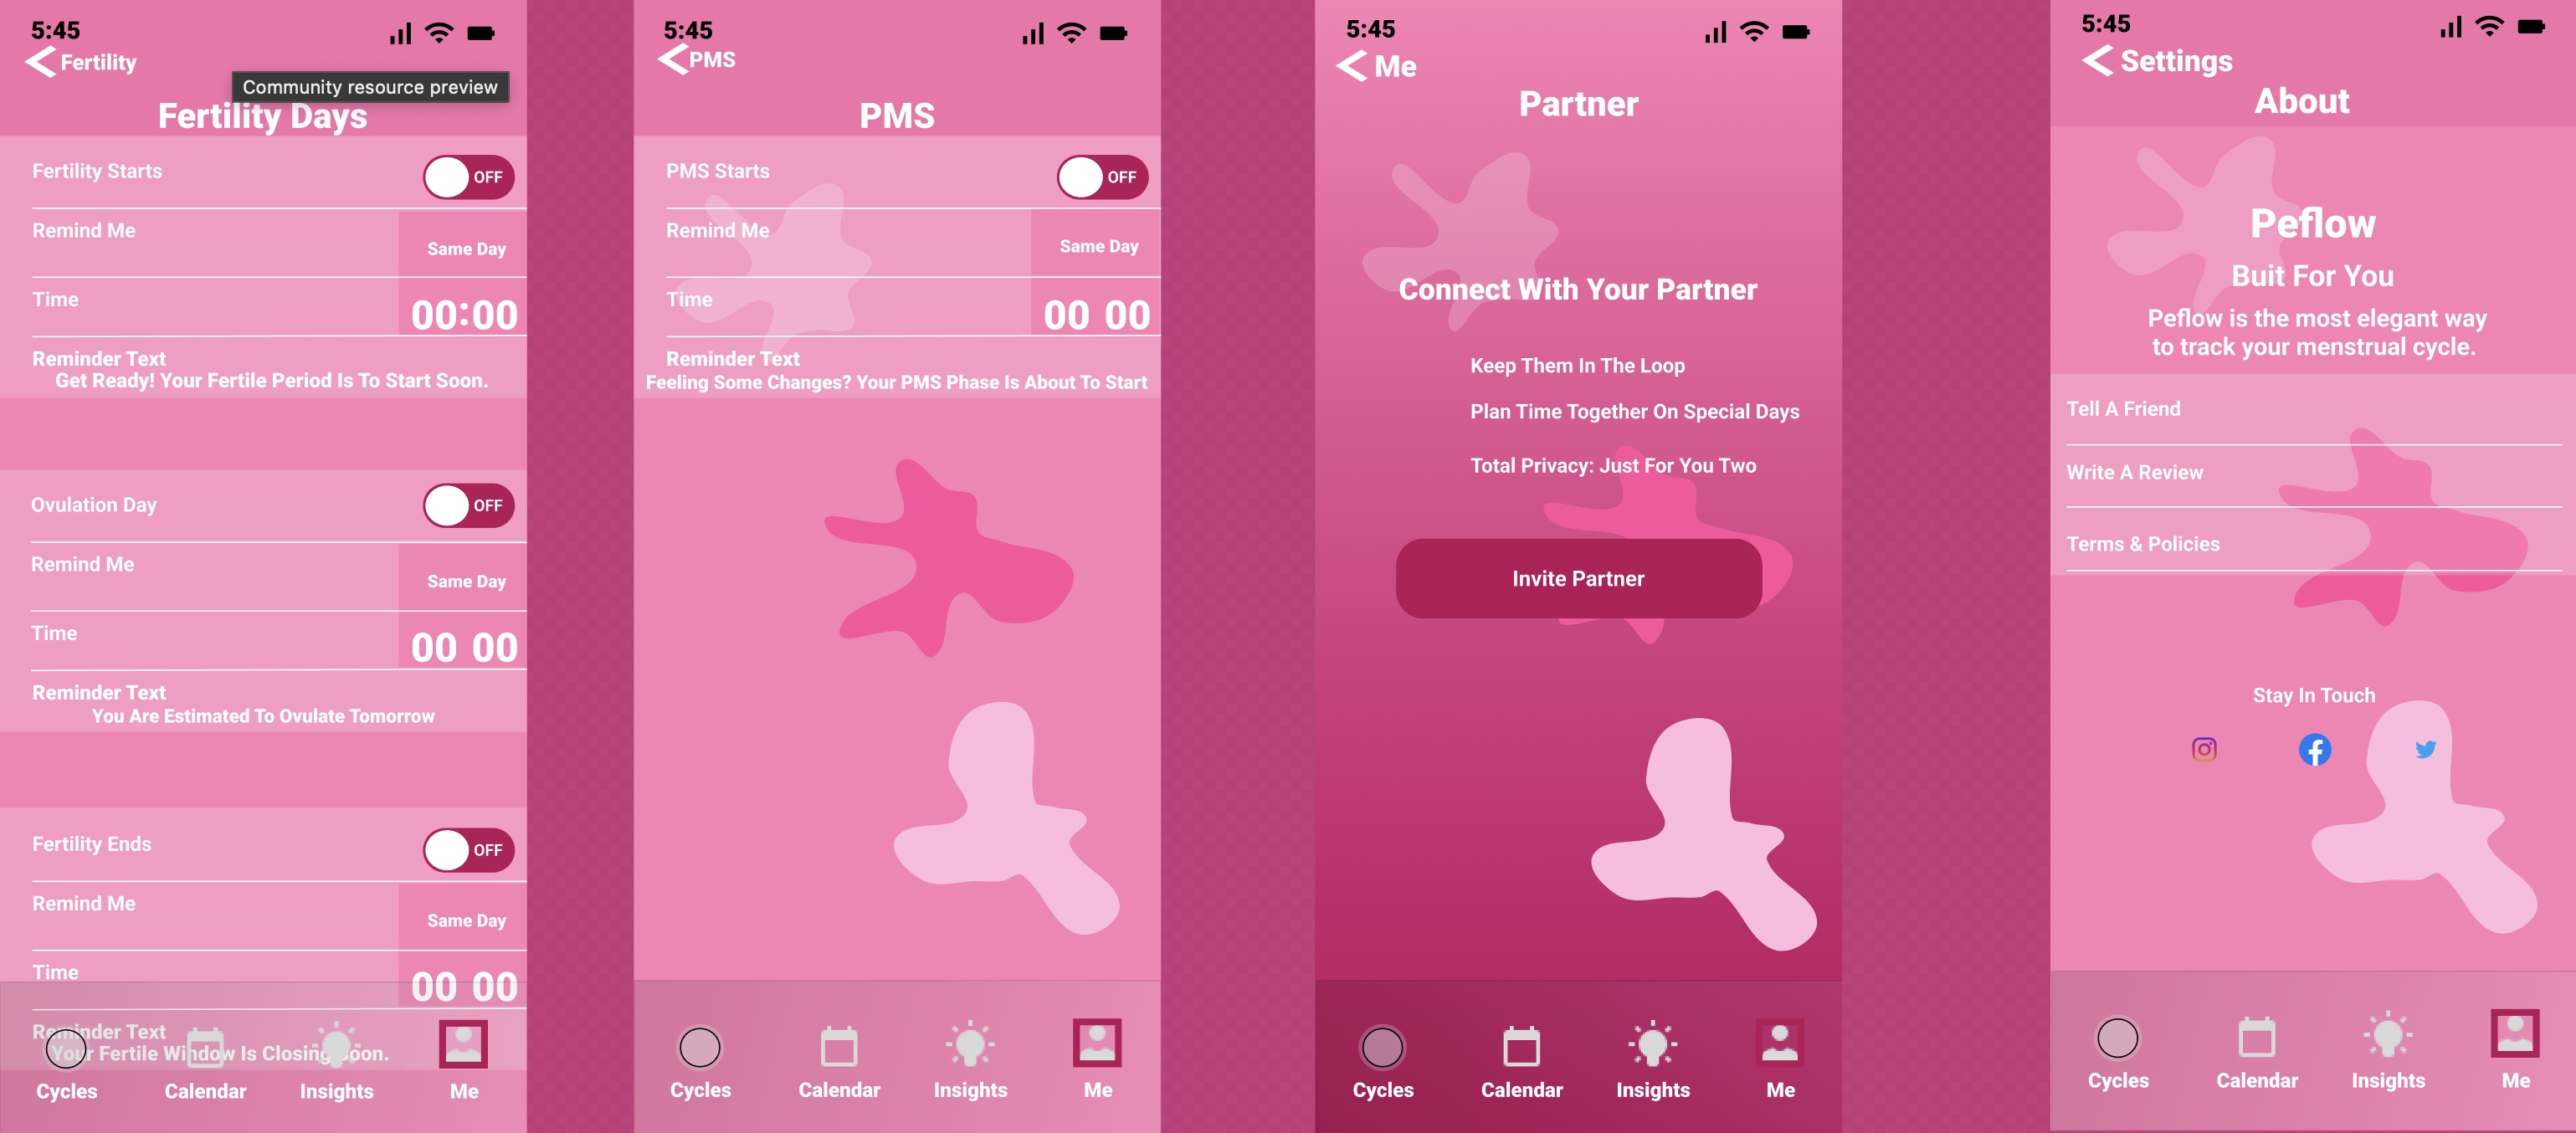 5:45
Fertility
Community resource preview
Fertility Days
Fertility Starts
OFF
Remind Me
Same Day
Time
00:00
Reminder Text
Get Ready! Your Fertile Period Is To Start Soon.
Ovulation Day
OFF
Remind Me
Same Day
Time
00 00
Reminder Text
You Are Estimated To Ovulate Tomorrow
Fertility Ends
OFF
Remind Me
Same Day
Time
00 00
Reminder Text
Your Fertile Window Is Closing Soon.
Cycles
Calendar
Insights
Me
5:45
PMS
PMS
PMS Starts
OFF
Remind Me
Same Day
Time
00 00
Reminder Text
Feeling Some Changes? Your PMS Phase Is About To Start
Cycles
Calendar
Insights
Me
5:45
Me
Partner
Connect With Your Partner
Keep Them In The Loop
Plan Time Together On Special Days
Total Privacy: Just For You Two
Invite Partner
Cycles
Calendar
Insights
Me
5:45
Settings
About
Peflow
Buit For You
Peflow is the most elegant way
to track your menstrual cycle.
Tell A Friend
Write A Review
Terms & Policies
Stay In Touch
Cycles
Calendar
Insights
Me